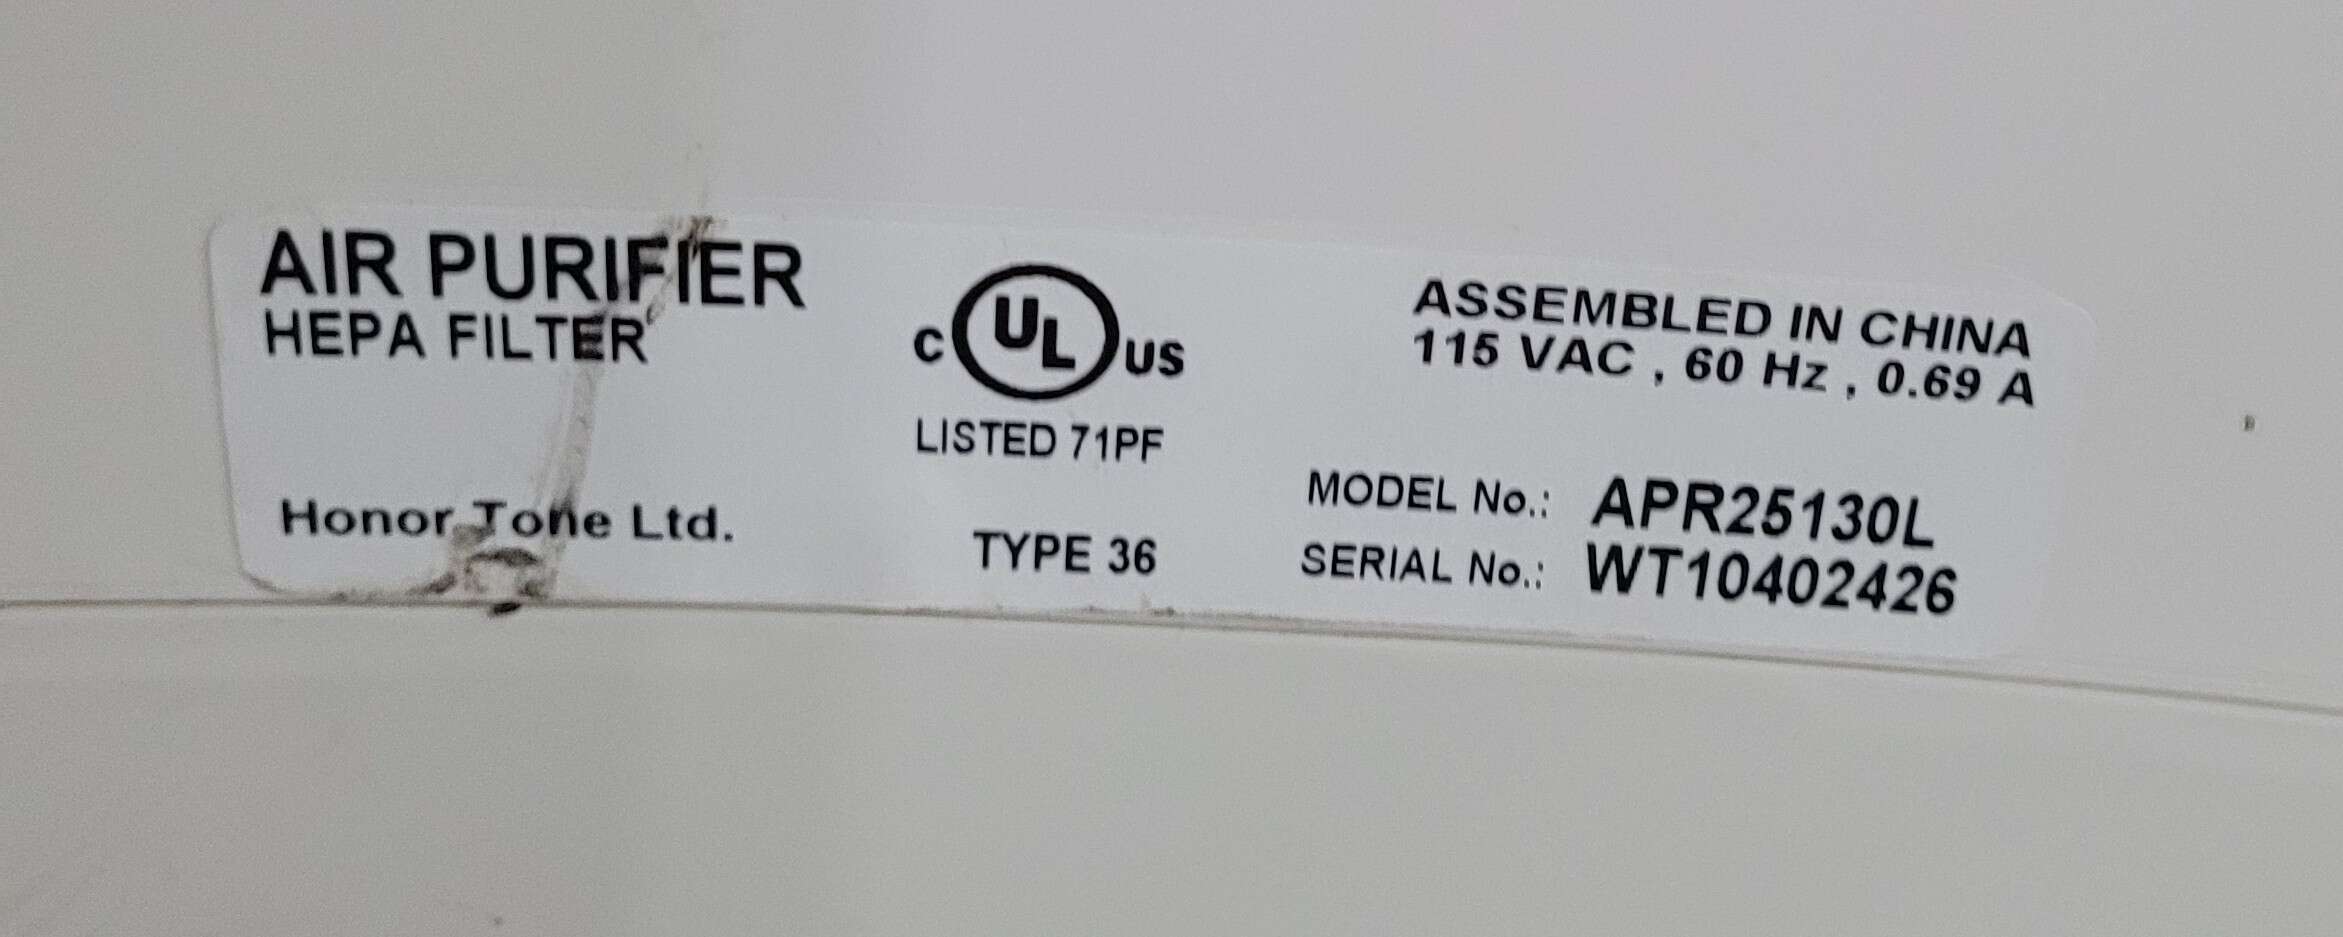 AIR PURIFIER
HEPA FILTER
Honor Tone Ltd.
C UL US
LISTED 71PF
TYPE 36
ASSEMBLED IN CHINA
115 VAC , 60 Hz , 0.69 A
MODEL No.: APR25130L
SERIAL No.: WT10402426